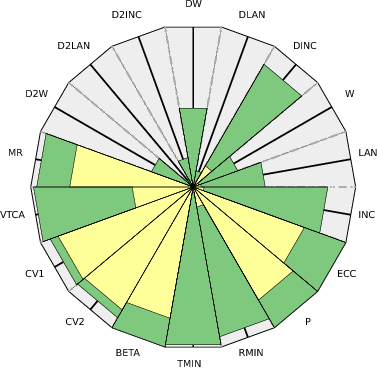 DW
DLAN
DINC
W
LAN
INC
ECC
P
RMIN
TMIN
BETA
CV2
CV1
VTCA
MR
D2W
D2LAN
D2INC